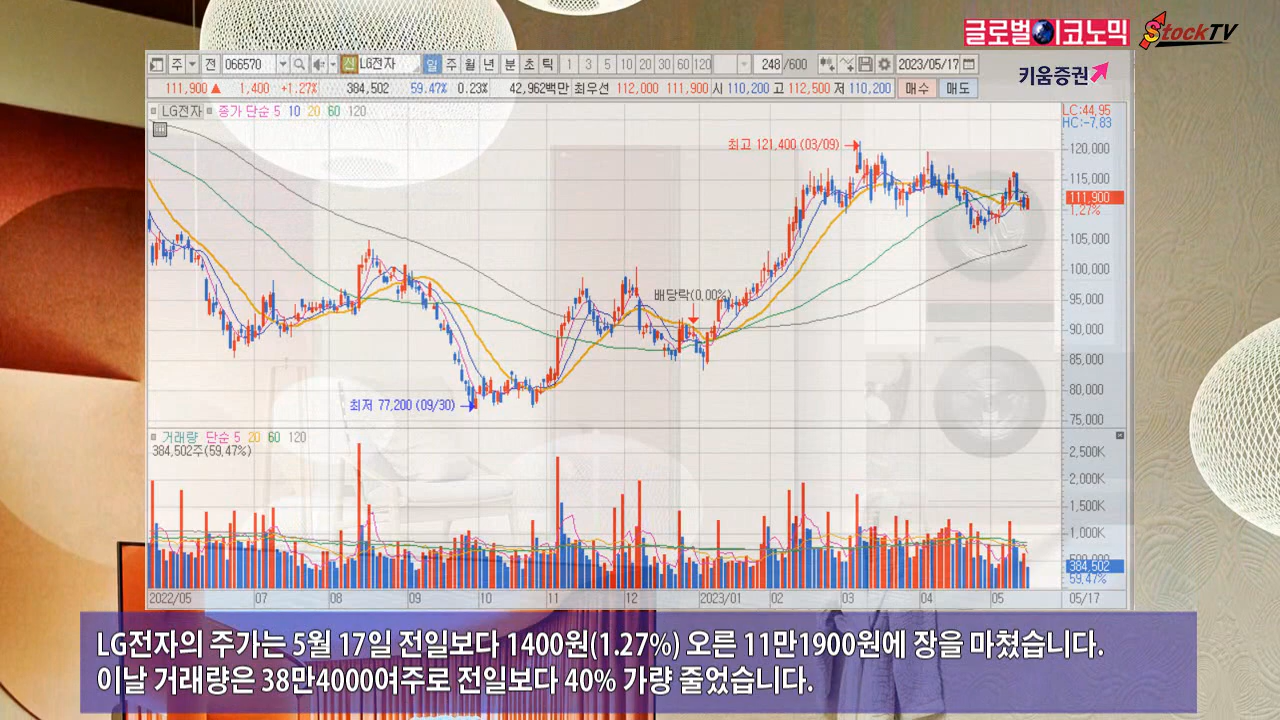 글로벌이코노믹 StockTV
키움증권
주 전 066570 신 LG전자 일 주 월 년 분 초 틱 1 3 5 10 20 30 60 120 248 /600 2023/05/17
111,900 ▲ 1,400 +1.27% 384,502 59.47% 0.23% 42,962백만 최우선 112,000 111,900 시 110,200 고 112,500 저 110,200 매수 매도
LG전자 종가 단순 5 10 20 60 120
LC:44.95
HC:-7.83
최고 121,400 (03/09)
120,000
115,000
111,900
1.27%
105,000
100,000
배당락(0.00%)
95,000
90,000
85,000
80,000
최저 77,200 (09/30)
75,000
거래량 단순 5 20 60 120
384,502주(59.47%)
2,500K
2,000K
1,500K
1,000K
384,502
59.47%
2022/05 07 08 09 10 11 12 2023/01 02 03 04 05 05/17
LG전자의 주가는 5월 17일 전일보다 1400원(1.27%) 오른 11만1900원에 장을 마쳤습니다.
이날 거래량은 38만4000여주로 전일보다 40% 가량 줄었습니다.